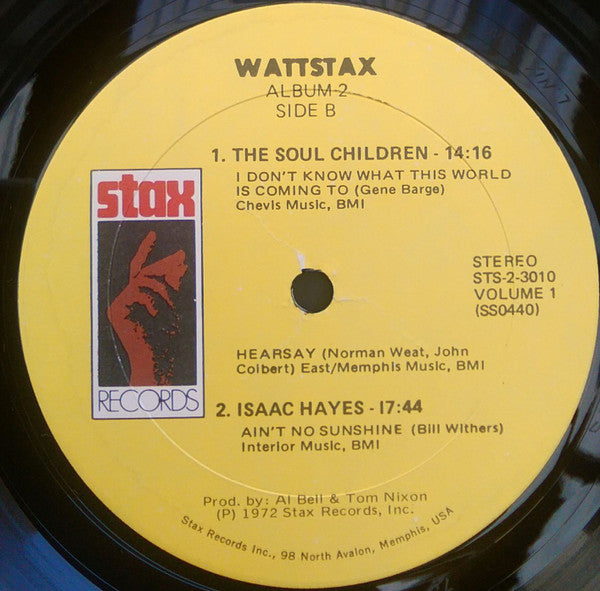 WATTSTAX
ALBUM 2
SIDE B
1. THE SOUL CHILDREN - 14:16
I DON'T KNOW WHAT THIS WORLD
IS COMING TO (Gene Barge)
Chevis Music, BMI
stax
RECORDS
STEREO
STS-2-3010
VOLUME 1
(SS0440)
HEARSAY (Norman Weat, John
Colbert) East/Memphis Music, BMI
2. ISAAC HAYES - 17:44
AIN'T NO SUNSHINE (Bill Withers)
Interior Music, BMI
Prod. by: Al Bell & Tom Nixon
(P) 1972 Stax Records, Inc.
Stax Records Inc., 98 North Avalon, Memphis, USA